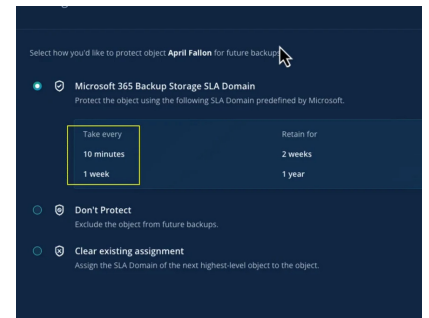 Select how you'd like to protect object April Fallon for future backups
Microsoft 365 Backup Storage SLA Domain
Protect the object using the following SLA Domain predefined by Microsoft.
Take every Retain for
10 minutes 2 weeks
1 week 1 year
Don't Protect
Exclude the object from future backups.
Clear existing assignment
Assign the SLA Domain of the next highest-level object to the object.